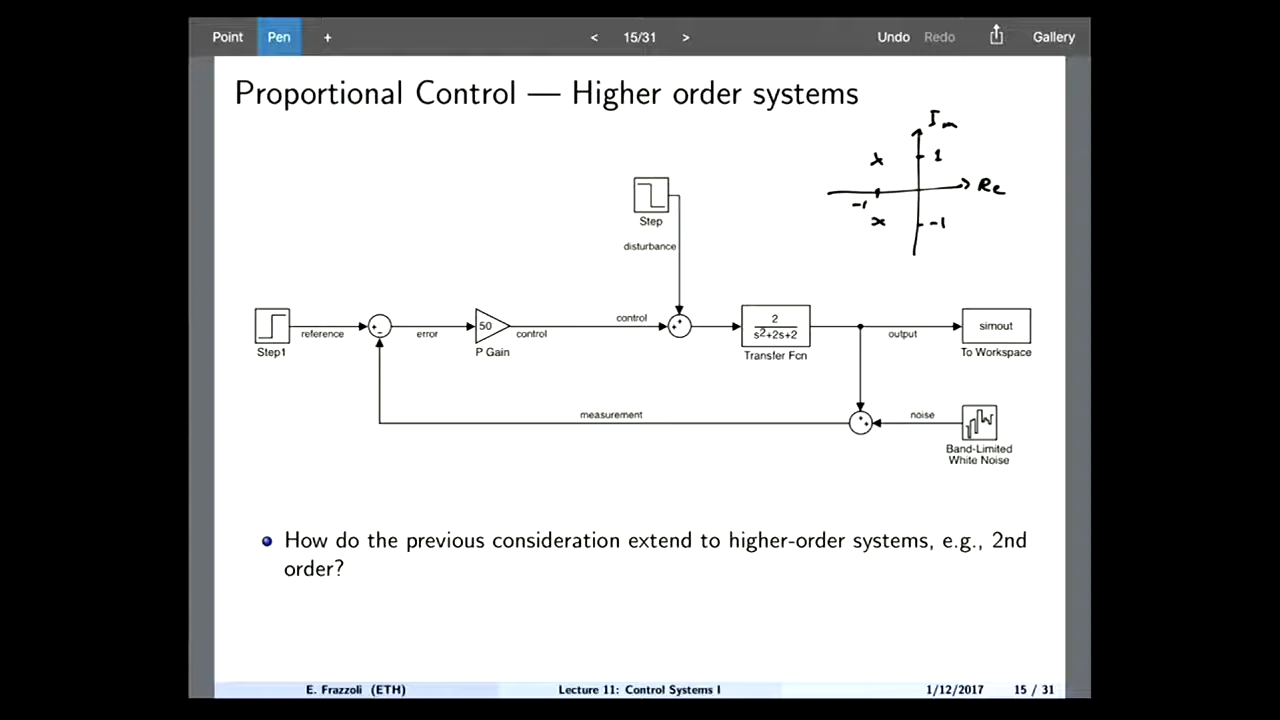 Point Pen + < 15/31 > Undo Redo Gallery
Proportional Control — Higher order systems
Im
1
Re
-1
-1
Step
disturbance
Step1
reference
+
-
error
50
P Gain
control
control
+
+
2
s2+2s+2
Transfer Fcn
output
simout
To Workspace
measurement
+
+
noise
Band-Limited
White Noise
How do the previous consideration extend to higher-order systems, e.g., 2nd
order?
E. Frazzoli (ETH) Lecture 11: Control Systems I 1/12/2017 15 / 31